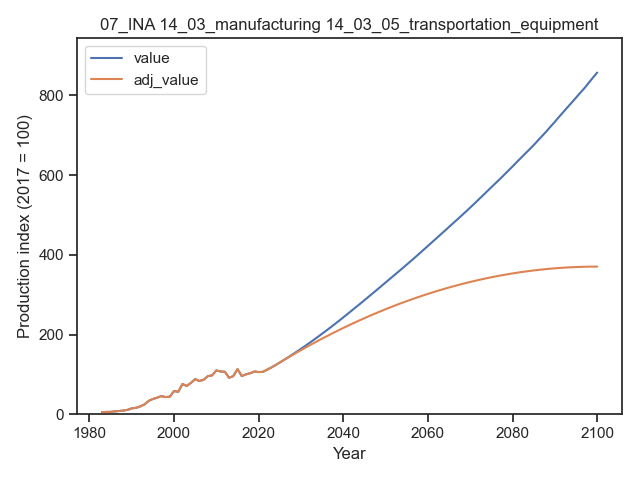 07_INA 14_03_manufacturing 14_03_05_transportation_equipment
value
adj_value
Production index (2017 = 100)
800
600
400
200
0
1980 2000 2020 2040 2060 2080 2100
Year